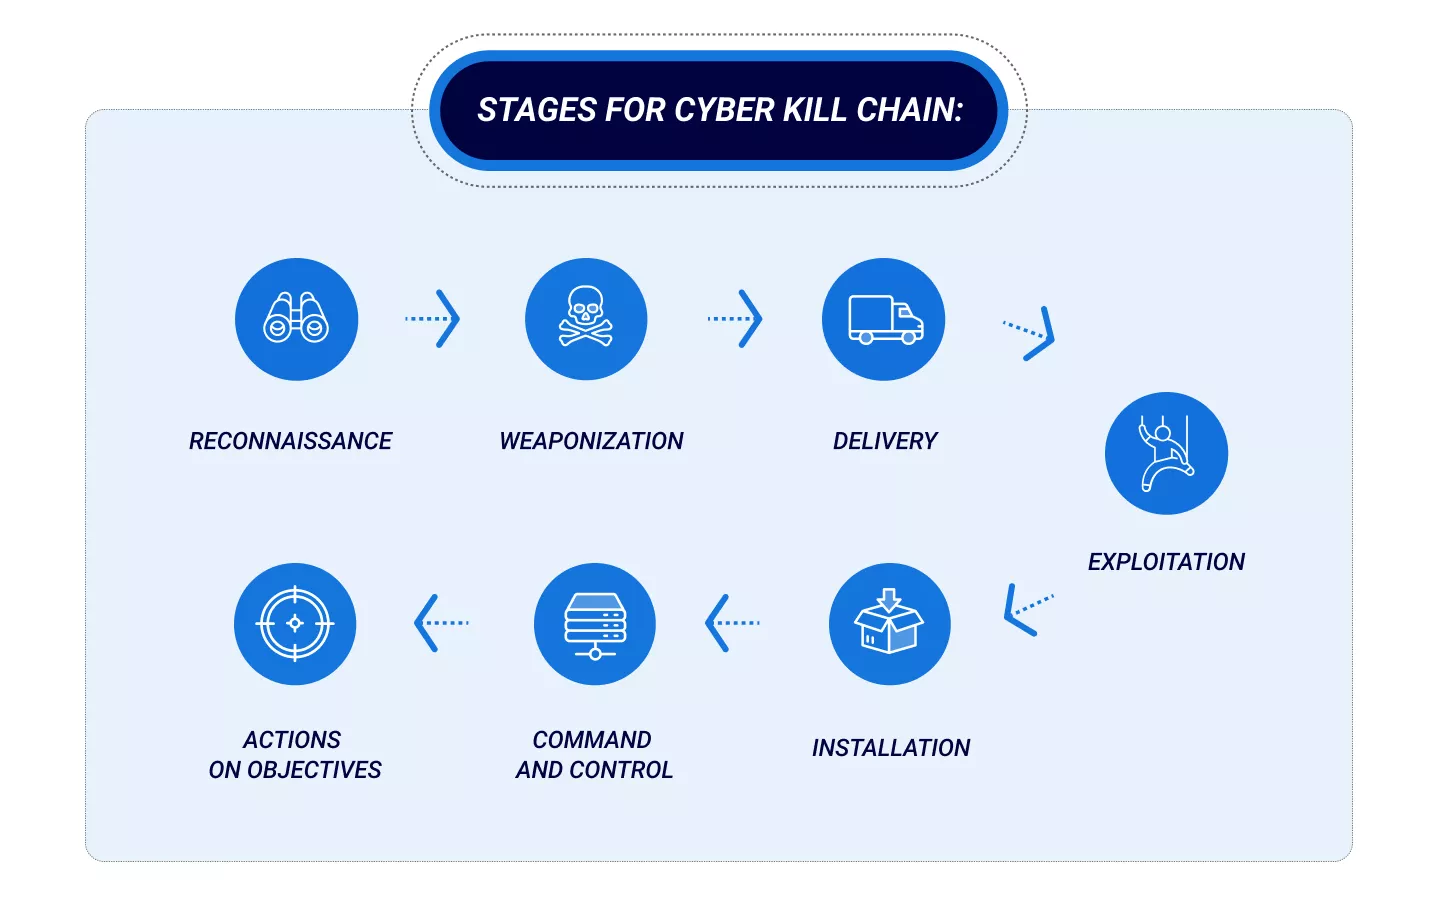 STAGES FOR CYBER KILL CHAIN:
RECONNAISSANCE
WEAPONIZATION
DELIVERY
EXPLOITATION
INSTALLATION
COMMAND
AND CONTROL
ACTIONS
ON OBJECTIVES